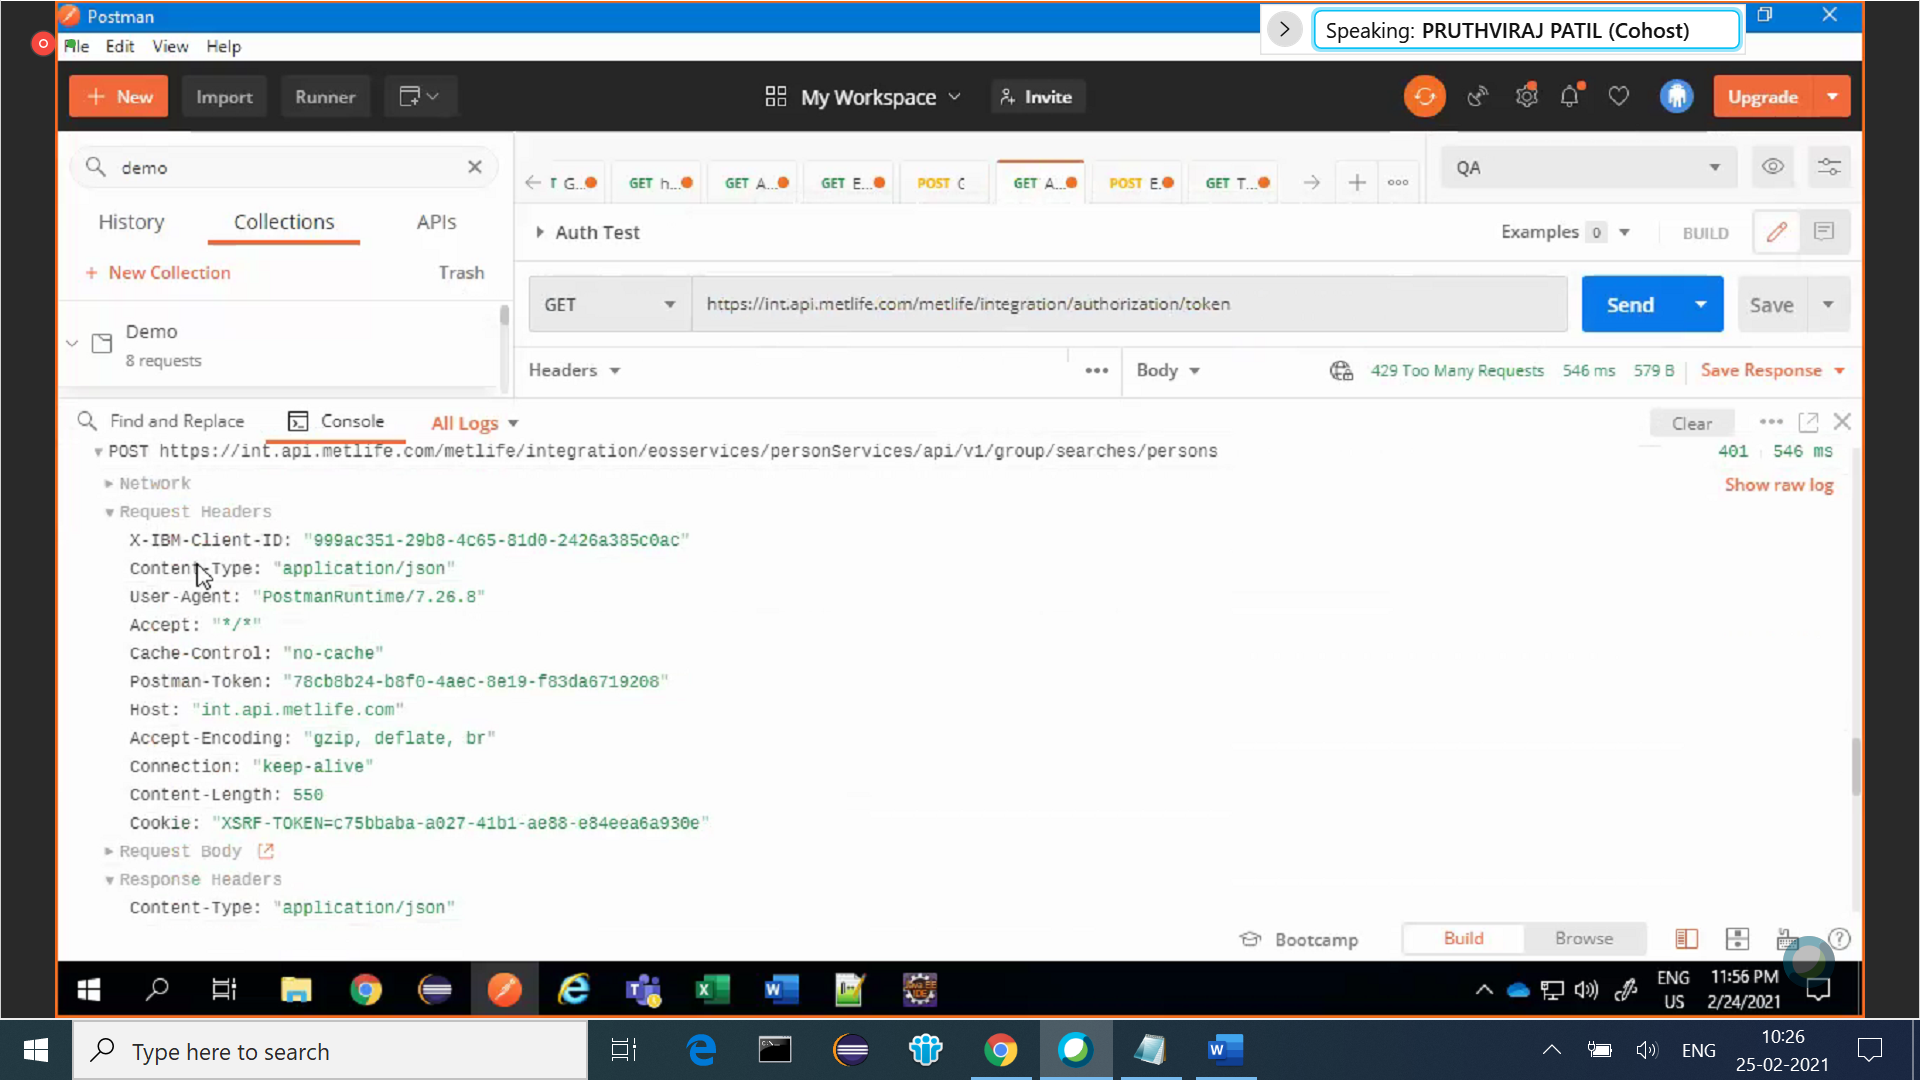 Postman
Speaking: PRUTHVIRAJ PATIL (Cohost)
File Edit View Help
New Import Runner My Workspace Invite Upgrade
demo
T G... GET h... GET A... GET E... POST C GET A... POST E. GET T...
QA
History Collections APIs
Auth Test
Examples 0 BUILD
+ New Collection Trash
GET https://int.api.metlife.com/metlife/integration/authorization/token Send Save
Demo
8 requests
Headers Body 429 Too Many Requests 546 ms 579 B Save Response
Find and Replace Console All Logs Clear
POST https://int.api.metlife.com/metlife/integration/eosservices/personServices/api/v1/group/searches/persons 401 546 ms
Network Show raw log
Request Headers
X-IBM-Client-ID: "999ac351-29b8-4c65-81d0-2426a385c0ac"
Content-Type: "application/json"
User-Agent: "PostmanRuntime/7.26.8"
Accept: "*/*"
Cache-Control: "no-cache"
Postman-Token: "78cb8b24-b8f0-4aec-8e19-f83da6719208"
Host: "int.api.metlife.com"
Accept-Encoding: "gzip, deflate, br"
Connection: "keep-alive"
Content-Length: 550
Cookie: "XSRF-TOKEN=c75bbaba-a027-41b1-ae88-e84eea6a930e"
Request Body
Response Headers
Content-Type: "application/json"
Bootcamp Build Browse
ENG
US
11:56 PM
2/24/2021
Type here to search
ENG
10:26
25-02-2021